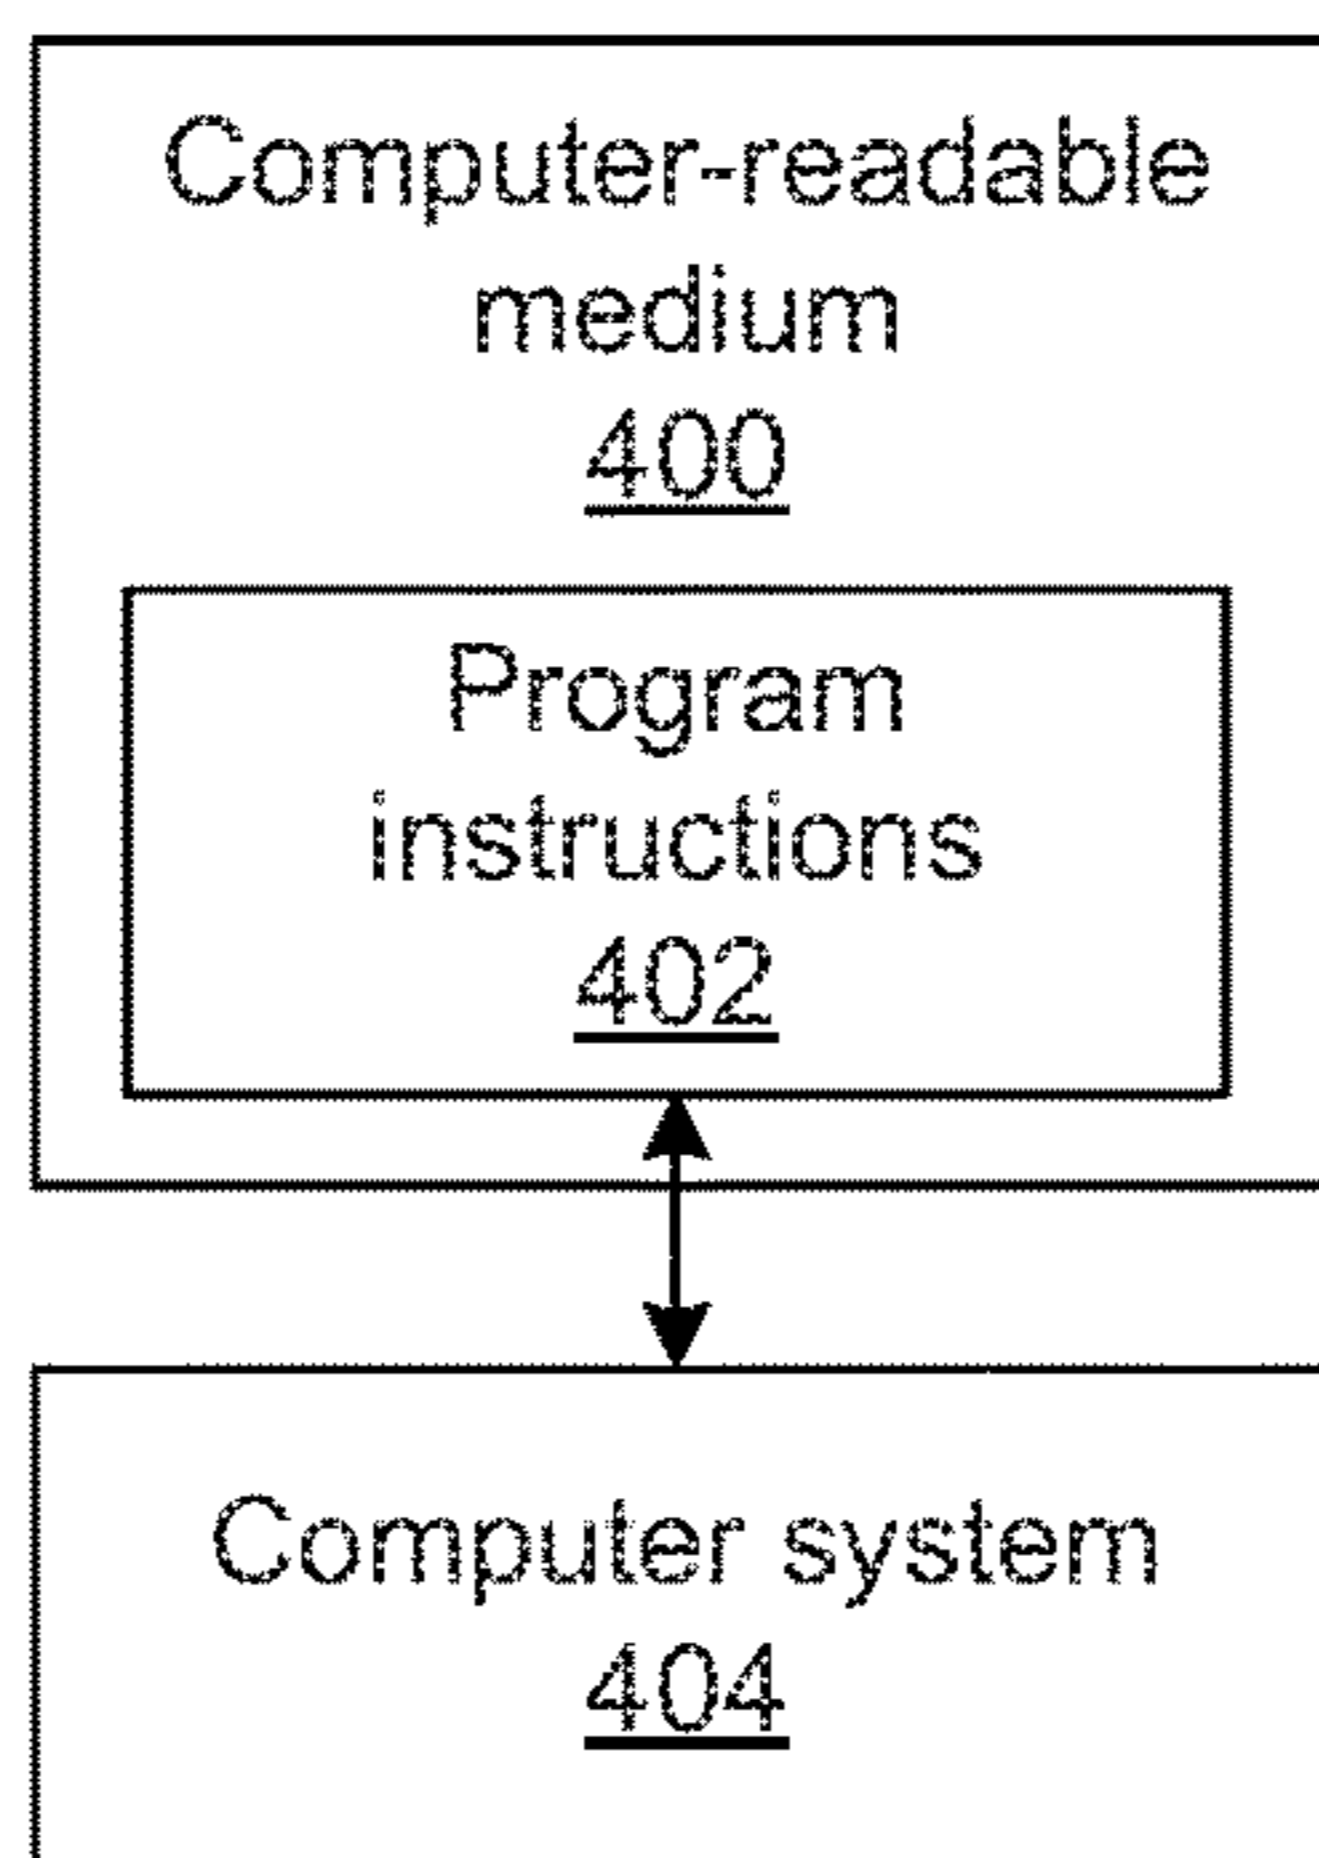 Computer-readable
medium
400
Program
instructions
402
Computer system
404